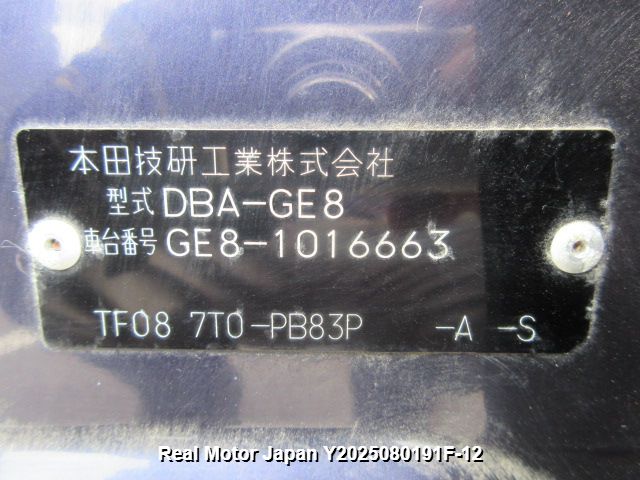 本田技研工業株式会社
型式 DBA-GE8
車台番号 GE8-1016663
TF08 7T0-PB83P -A -S
Real Motor Japan Y2025080191F-12